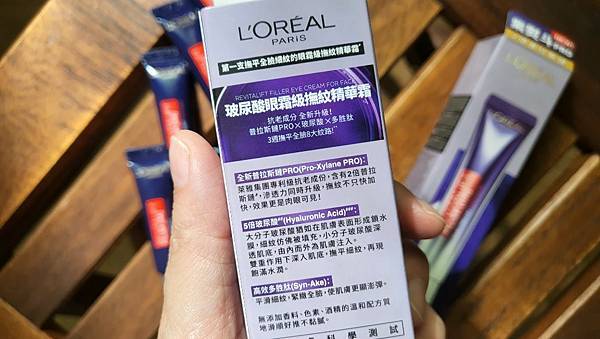 L'ORÉAL
PARIS
第一支撫平全臉細紋的眼霜級撫紋精華霜
REVITALIFT FILLER EYE CREAM FOR FACE
玻尿酸眼霜級撫紋精華霜
抗老成分 全新升級!
普拉斯鏈PRO×玻尿酸×多胜肽
3週撫平全臉8大紋路!
全新普拉斯鏈PRO(Pro-Xylane PRO):
萊雅集團專利級抗老成份,含有2倍普拉
斯鏈,滲透力同時升級,撫紋不只快加
快,效果更是肉眼可見!
5倍玻尿酸(Hyaluronic Acid):
大分子玻尿酸猶如在肌膚表面形成鎖水
膜,細紋仿佛被填充,小分子玻尿酸深
透肌底,由內而外為肌膚注入。
雙重作用下深入肌底,撫平細紋,再現
飽滿水潤。
高效多胜肽(Syn-Ake):
平滑細紋,緊緻全臉,使肌膚更顯澎彈。
無添加香料、色素、酒精的溫和配方質
地滑順好推不黏膩。
科學測試
L'ORÉAL